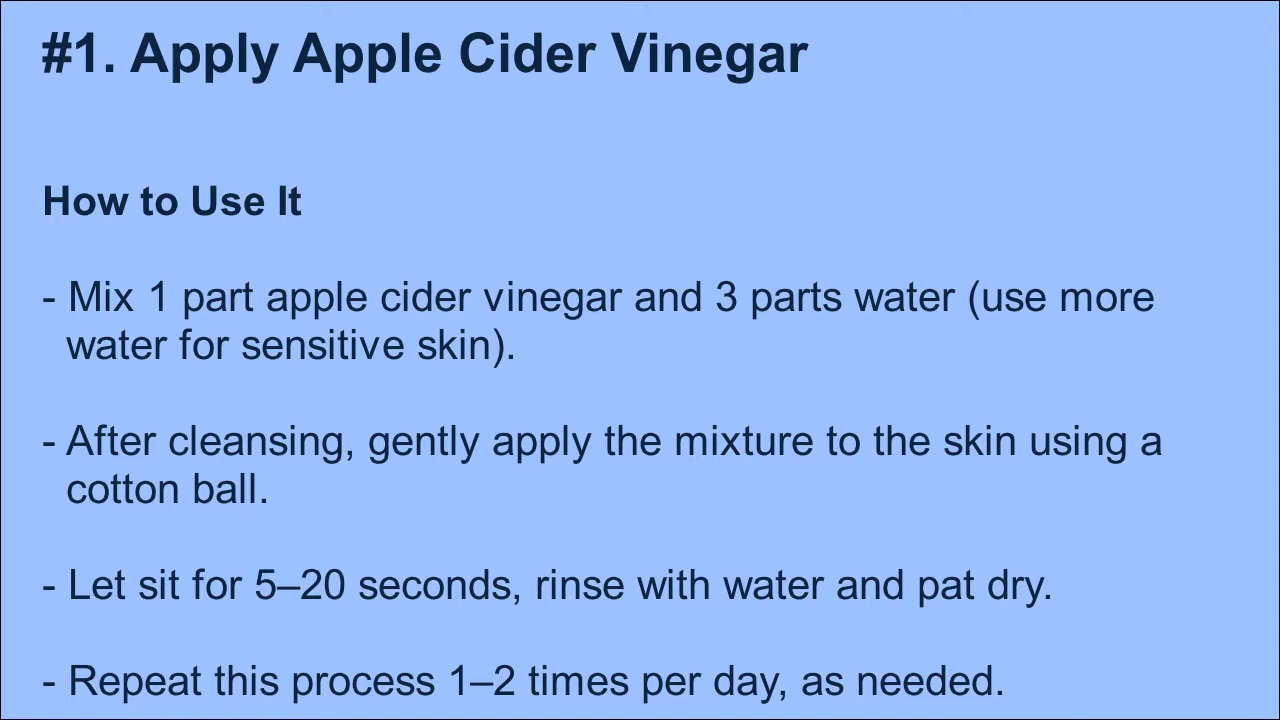 #1. Apply Apple Cider Vinegar
How to Use It
- Mix 1 part apple cider vinegar and 3 parts water (use more
water for sensitive skin).
- After cleansing, gently apply the mixture to the skin using a
cotton ball.
- Let sit for 5–20 seconds, rinse with water and pat dry.
- Repeat this process 1–2 times per day, as needed.